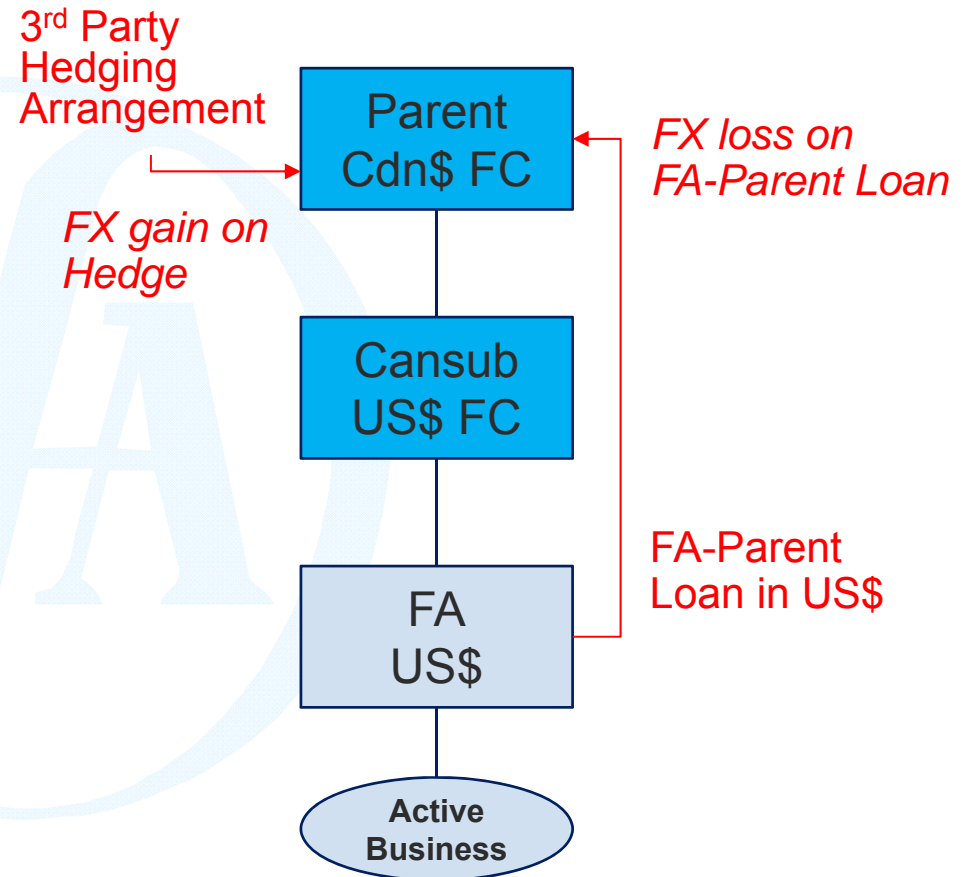 3rd Party
Hedging
Arrangement
Parent
Cdn$ FC
FX loss on
FA-Parent Loan
FX gain on
Hedge
Cansub
US$ FC
FA-Parent
Loan in US$
FA
US$
Active
Business